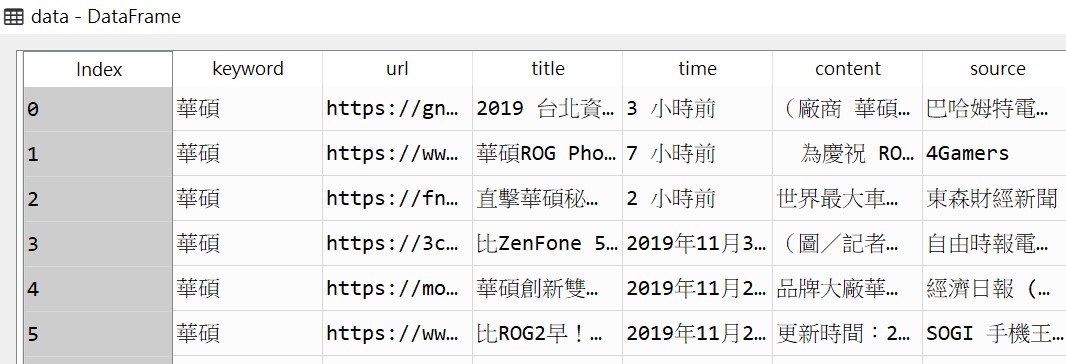 data - DataFrame
Index keyword url title time content source
0 華碩 https://gn… 2019 台北資… 3 小時前 （廠商 華碩… 巴哈姆特電…
1 華碩 https://ww… 華碩ROG Pho… 7 小時前 為慶祝 RO… 4Gamers
2 華碩 https://fn… 直擊華碩秘… 2 小時前 世界最大車… 東森財經新聞
3 華碩 https://3c… 比ZenFone 5… 2019年11月3… （圖／記者… 自由時報電…
4 華碩 https://mo… 華碩創新雙… 2019年11月2… 品牌大廠華… 經濟日報 (…
5 華碩 https://ww… 比ROG2早！… 2019年11月2… 更新時間：2… SOGI 手機王…